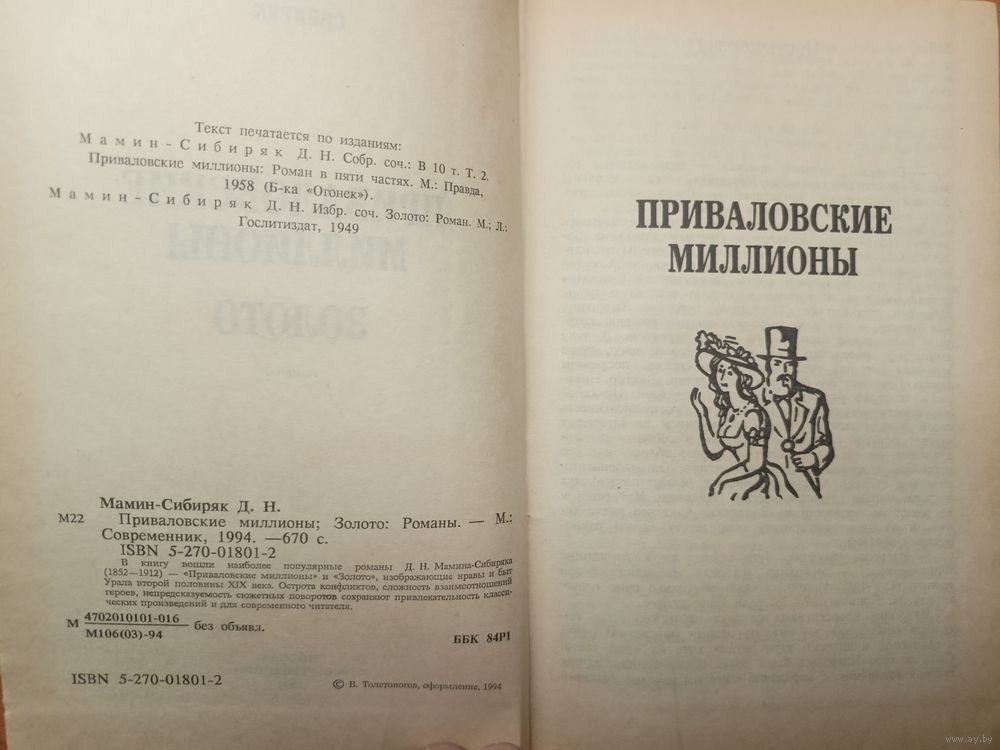 Текст печатается по изданиям:
Мамин-Сибиряк Д. Н. Собр. соч.: В 10 т. Т. 2.
Приваловские миллионы: Роман в пяти частях. М.: Правда,
1958 (Б-ка «Огонек»).
Мамин-Сибиряк Д. Н. Избр. соч. Золото: Роман. М.; Л.:
Гослитиздат, 1949
Мамин-Сибиряк Д. Н.
М22 Приваловские миллионы; Золото: Романы. — М.:
Современник, 1994. —670 с.
ISBN 5-270-01801-2
В книгу вошли наиболее популярные романы Д. Н. Мамина-Сибиряка
(1852—1912) — «Приваловские миллионы» и «Золото», изображающие нравы и быт
Урала второй половины XIX века. Острота конфликтов, сложность взаимоотношений
героев, непредсказуемость сюжетных поворотов сохраняют привлекательность класси-
ческих произведений и для современного читателя.
М 4702010101-016 без объявл.
М106(03)-94
ББК 84Р1
ISBN 5-270-01801-2
© В. Толстоногов, оформление, 1994
ПРИВАЛОВСКИЕ
МИЛЛИОНЫ
www.ay.by